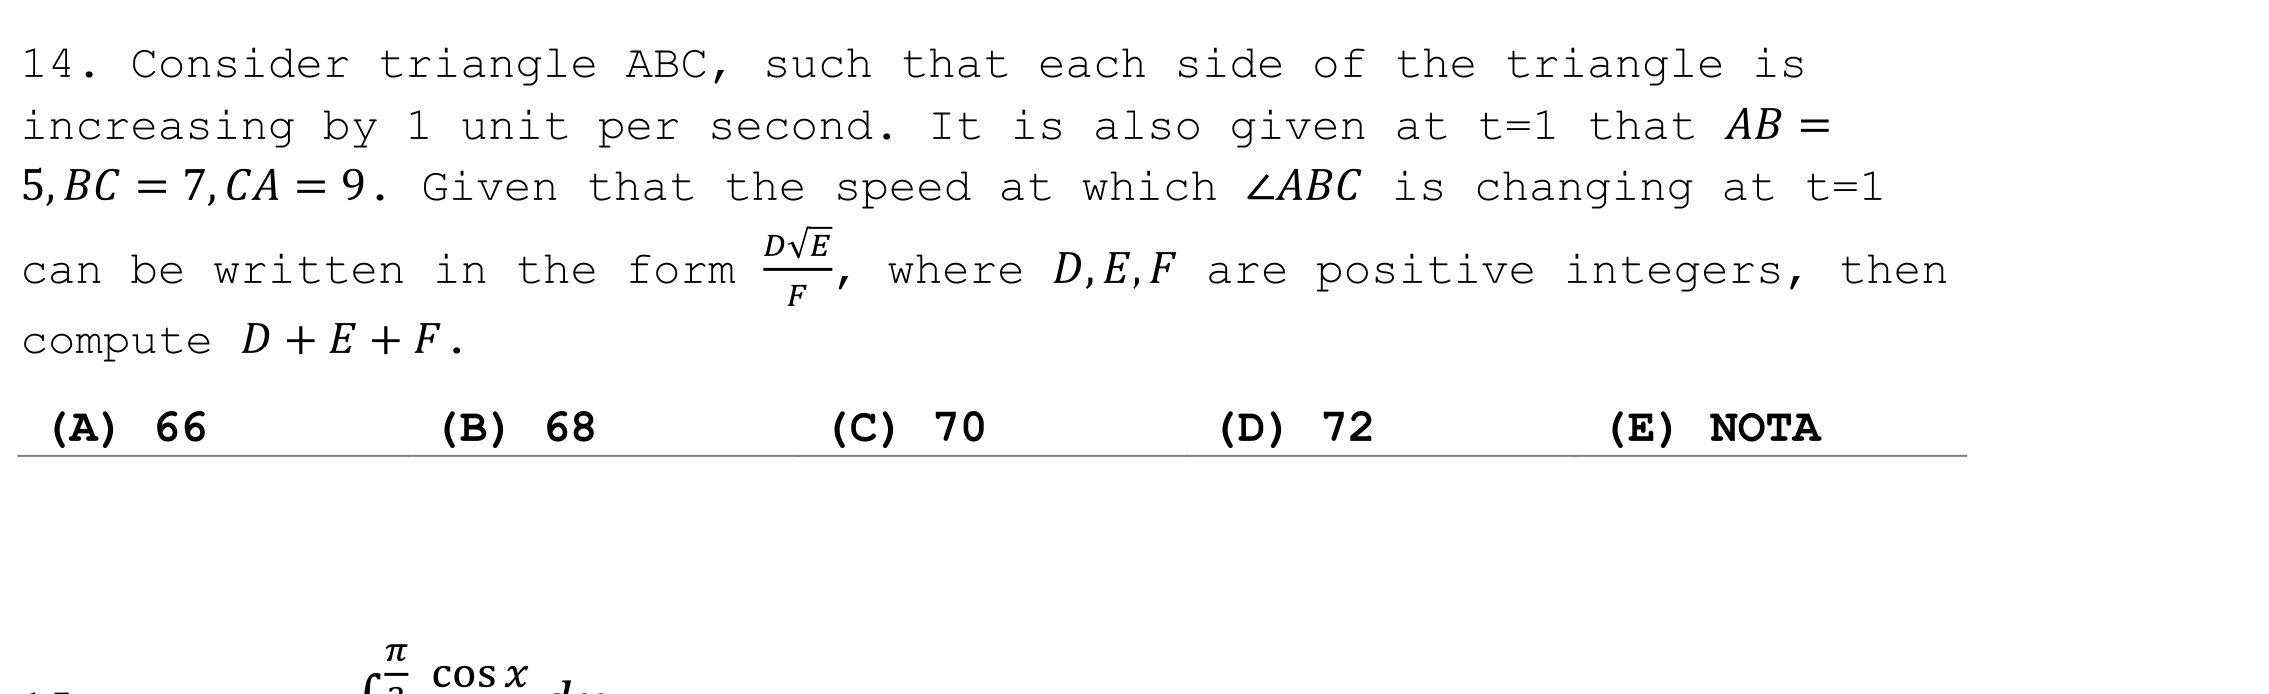 14. Consider triangle ABC, such that each side of the triangle is
increasing by 1 unit per second. It is also given at t=1 that AB =
5, BC = 7, CA = 9. Given that the speed at which ∠ABC is changing at t=1
can be written in the form D√E/F, where D, E, F are positive integers, then
compute D + E + F.
(A) 66 (B) 68 (C) 70 (D) 72 (E) NOTA
π cos x